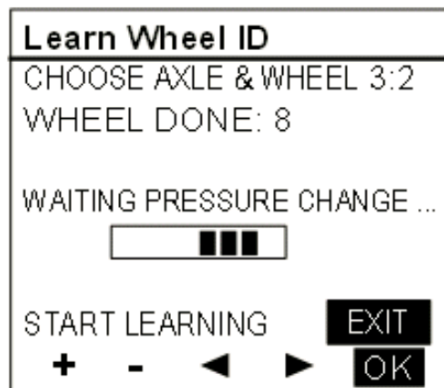 Learn Wheel ID
CHOOSE AXLE & WHEEL 3:2
WHEEL DONE: 8
WAITING PRESSURE CHANGE ...
START LEARNING EXIT
+ - ◄ ► OK